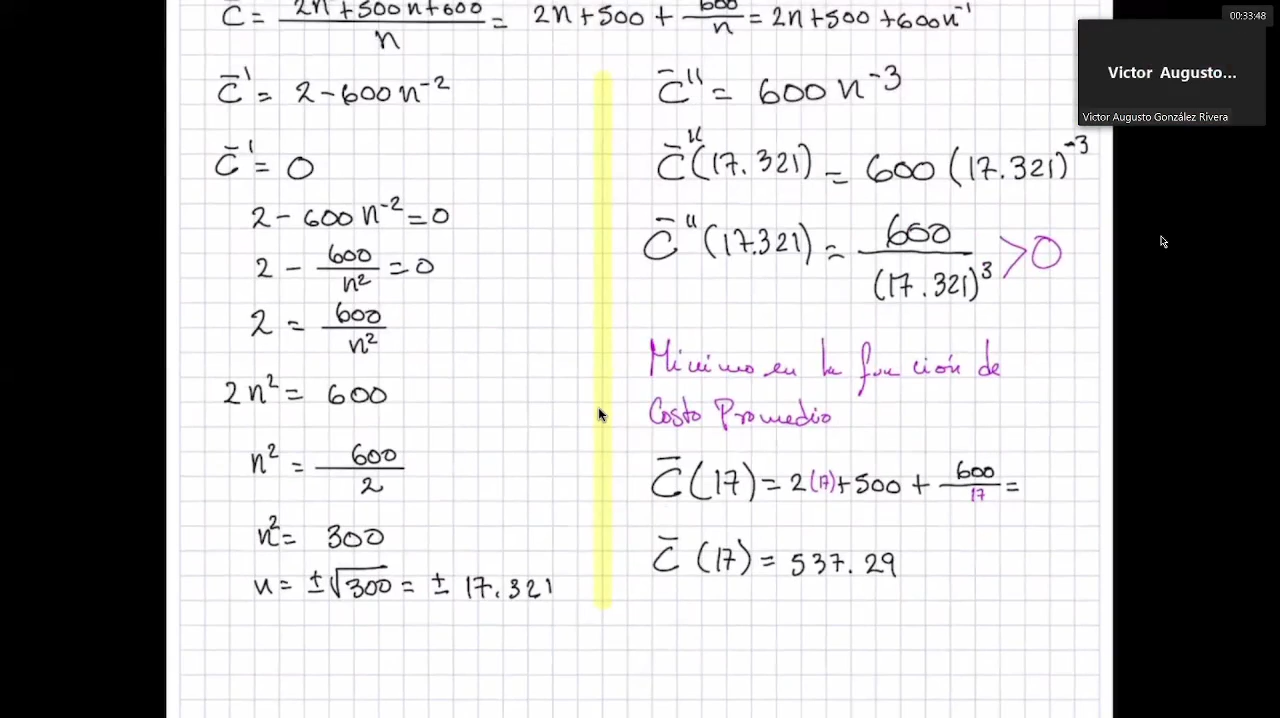 C̄ = 2n²+500n+600 / n = 2n+500 + 600/n = 2n+500+600n⁻¹
C̄' = 2-600n⁻²
C̄' = 0
2-600n⁻²=0
2 - 600/n² = 0
2 = 600/n²
2n² = 600
n² = 600/2
n² = 300
n = ±√300 = ± 17.321
C̄'' = 600n⁻³
C̄''(17.321) = 600(17.321)⁻³
C̄''(17.321) = 600/(17.321)³ >0
Minimo en la función de
Costo Promedio
C̄(17) = 2(17)+500 + 600/17 =
C̄(17) = 537.29
00:33:48
Victor Augusto...
Victor Augusto González Rivera